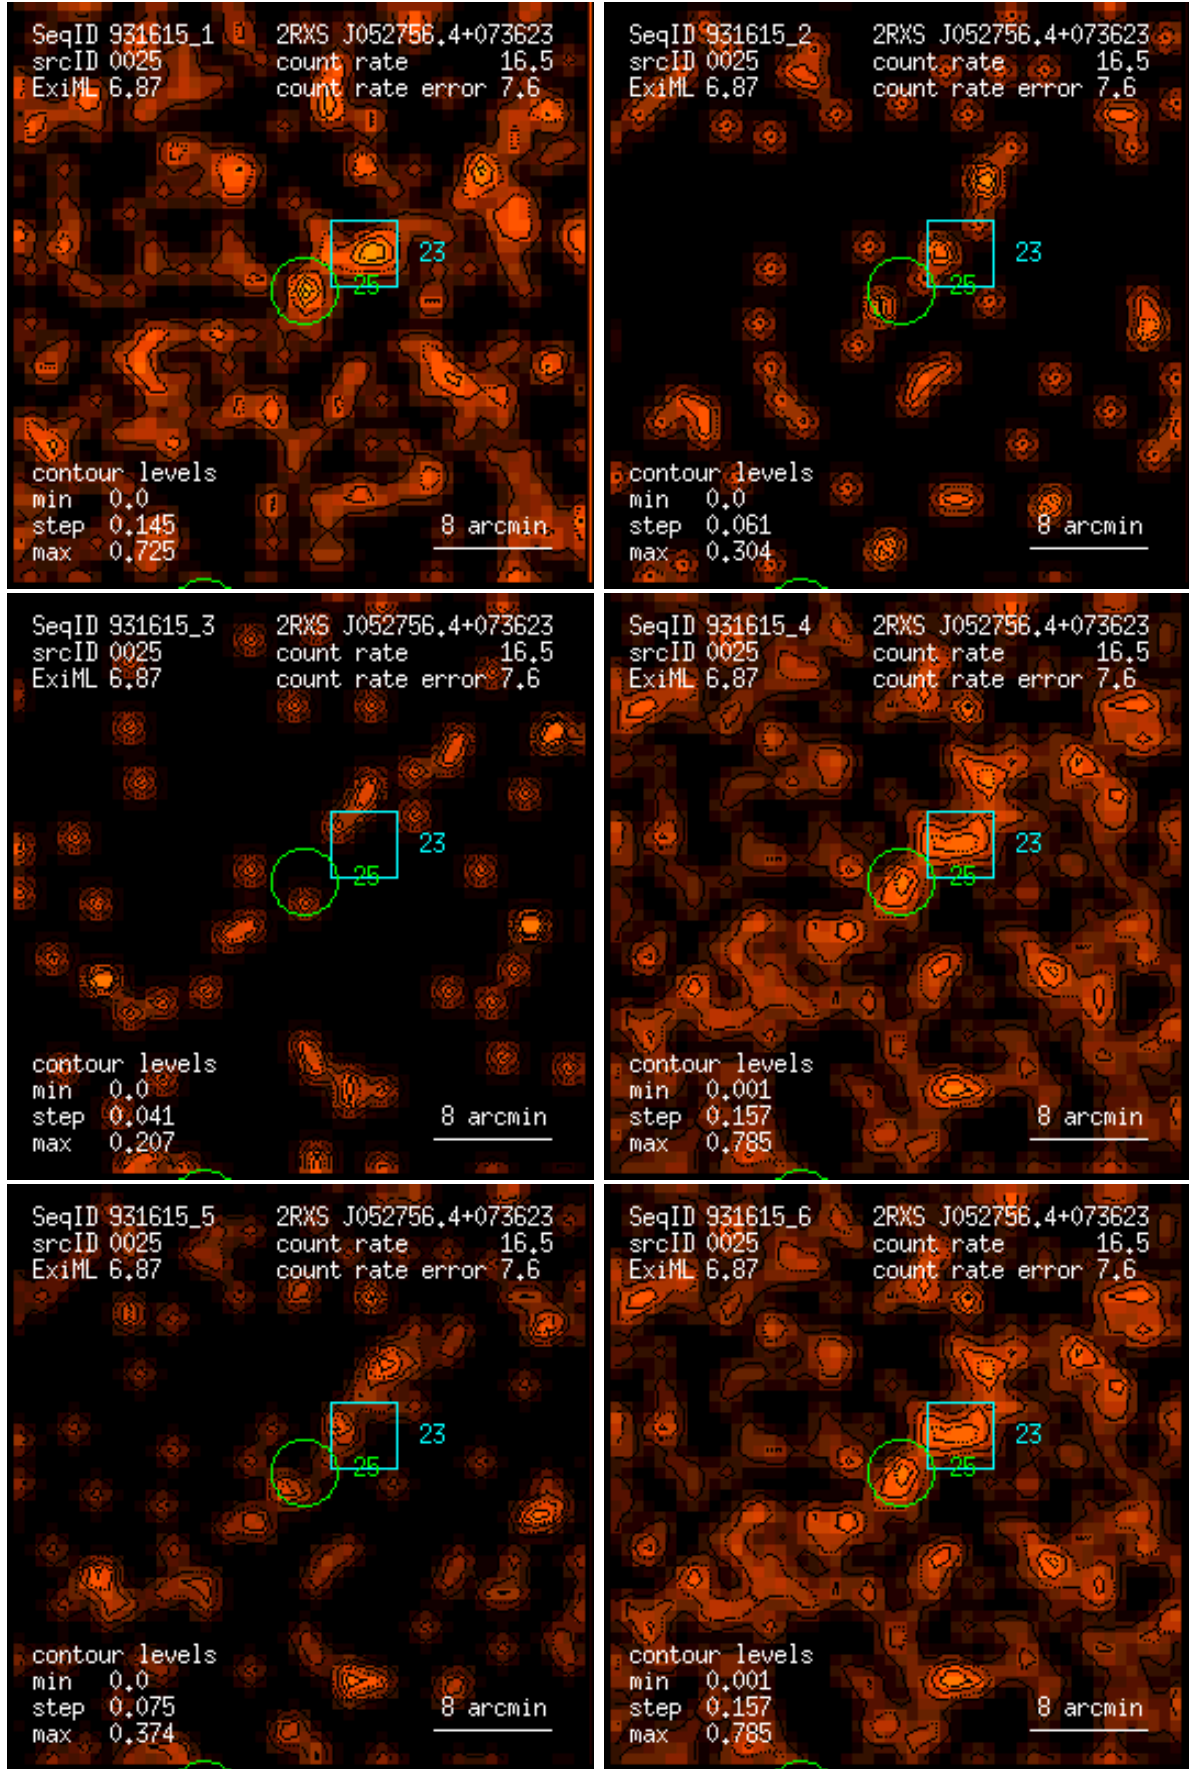 SeqID 931615_1 2RXS J052756.4+073623
srcID 0025 count rate 16.5
ExiML 6.87 count rate error 7.6
23
25
contour levels
min 0.0
step 0.145
max 0.725
8 arcmin
SeqID 931615_2 2RXS J052756.4+073623
srcID 0025 count rate 16.5
ExiML 6.87 count rate error 7.6
23
25
contour levels
min 0.0
step 0.061
max 0.304
8 arcmin
SeqID 931615_3 2RXS J052756.4+073623
srcID 0025 count rate 16.5
ExiML 6.87 count rate error 7.6
23
25
contour levels
min 0.0
step 0.041
max 0.207
8 arcmin
SeqID 931615_4 2RXS J052756.4+073623
srcID 0025 count rate 16.5
ExiML 6.87 count rate error 7.6
23
25
contour levels
min 0.001
step 0.157
max 0.785
8 arcmin
SeqID 931615_5 2RXS J052756.4+073623
srcID 0025 count rate 16.5
ExiML 6.87 count rate error 7.6
23
25
contour levels
min 0.0
step 0.075
max 0.374
8 arcmin
SeqID 931615_6 2RXS J052756.4+073623
srcID 0025 count rate 16.5
ExiML 6.87 count rate error 7.6
23
25
contour levels
min 0.001
step 0.157
max 0.785
8 arcmin